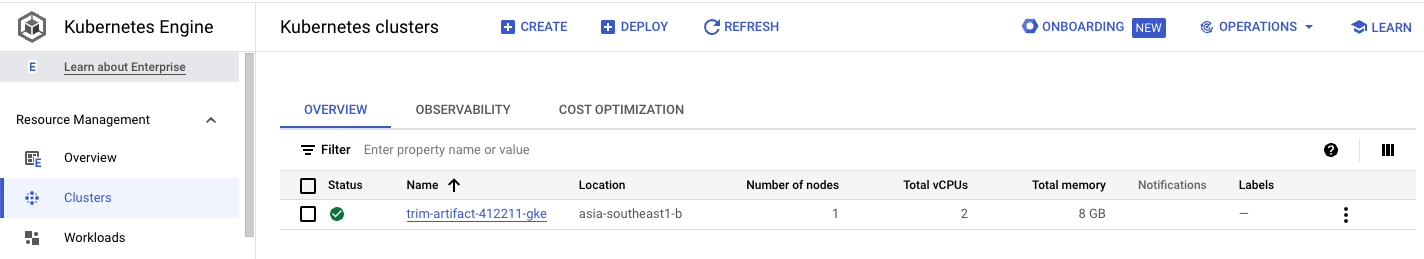 Kubernetes Engine
Kubernetes clusters
CREATE
DEPLOY
REFRESH
ONBOARDING NEW
OPERATIONS
LEARN
E Learn about Enterprise
Resource Management
Overview
Clusters
Workloads
OVERVIEW
OBSERVABILITY
COST OPTIMIZATION
Filter Enter property name or value
Status Name Location Number of nodes Total vCPUs Total memory Notifications Labels
trim-artifact-412211-gke asia-southeast1-b 1 2 8 GB —